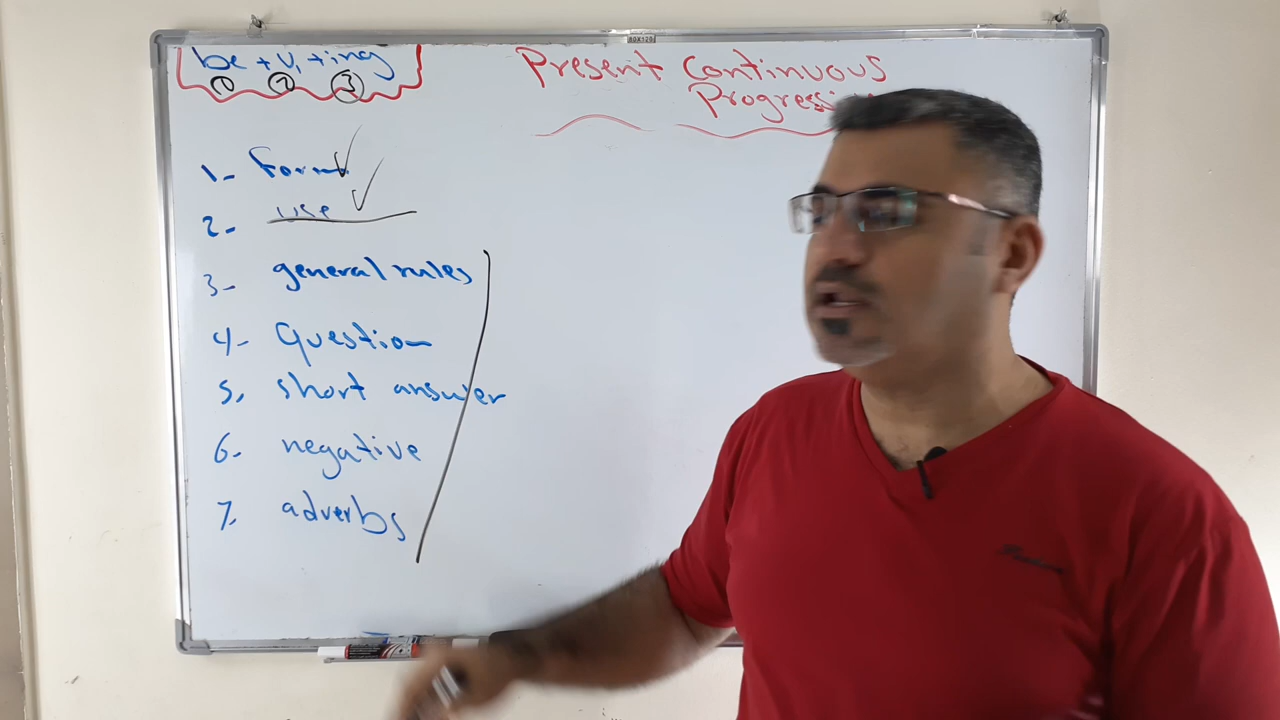 be + v₁ + ing
1 2 3
Present Continuous
Progressi
1- Form
2- use
3- general rules
4- Question
5. short answer
6- negative
7- adverbs
80X120